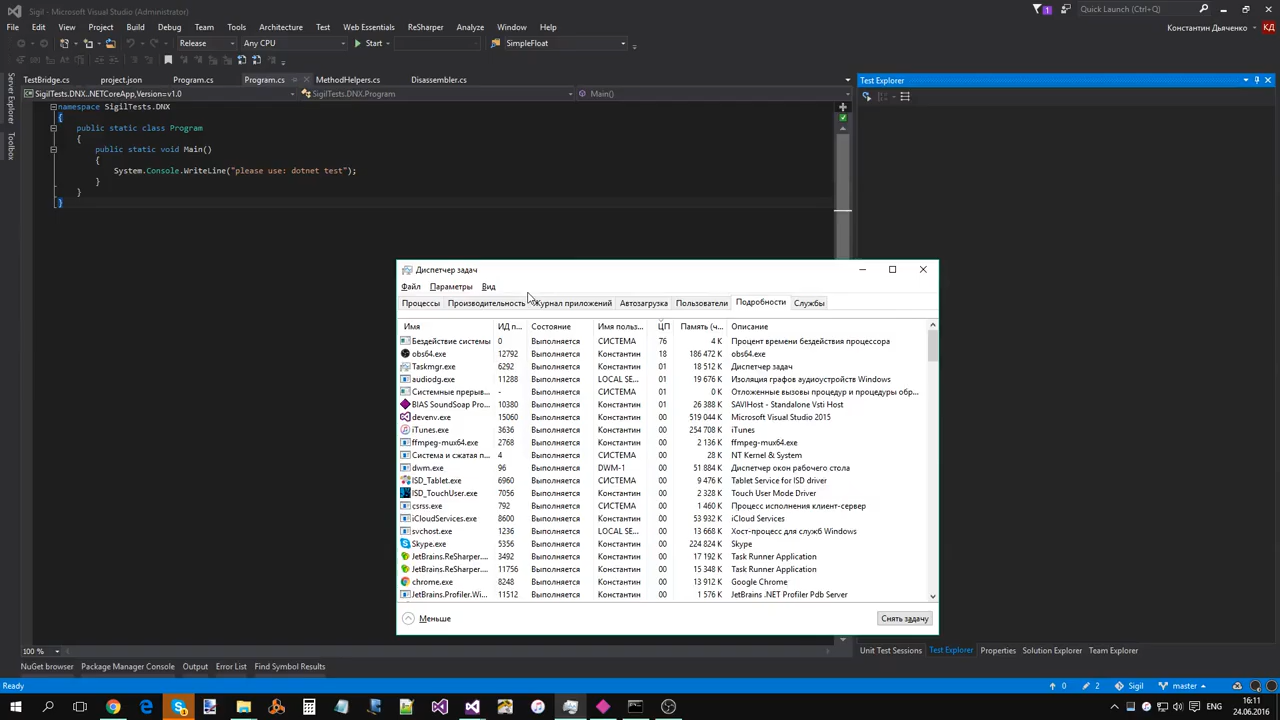 Sigil - Microsoft Visual Studio (Administrator)
1
Quick Launch (Ctrl+Q)
File Edit View Project Build Debug Team Tools Architecture Test Web Essentials ReSharper Analyze Window Help
Константин Дьяченко КД
Release Any CPU Start SimpleFloat
TestBridge.cs project.json Program.cs Program.cs MethodHelpers.cs Disassembler.cs
Test Explorer
SigilTests.DNX..NETCoreApp,Version=v1.0 SigilTests.DNX.Program Main()
Server Explorer
Toolbox
namespace SigilTests.DNX
{
public static class Program
{
public static void Main()
{
System.Console.WriteLine("please use: dotnet test");
}
}
}
Диспетчер задач
Файл Параметры Вид
Процессы Производительность Журнал приложений Автозагрузка Пользователи Подробности Службы
Имя ИД п... Состояние Имя польз... ЦП Память (ч... Описание
Бездействие системы 0 Выполняется СИСТЕМА 76 4 K Процент времени бездействия процессора
obs64.exe 12792 Выполняется Константин 18 186 472 K obs64.exe
Taskmgr.exe 6292 Выполняется Константин 01 18 512 K Диспетчер задач
audiodg.exe 11288 Выполняется LOCAL SE... 01 19 676 K Изоляция графов аудиоустройств Windows
Системные прерыв... - Выполняется СИСТЕМА 01 0 K Отложенные вызовы процедур и процедуры обр...
BIAS SoundSoap Pro... 10380 Выполняется Константин 01 26 388 K SAVIHost - Standalone Vsti Host
devenv.exe 15060 Выполняется Константин 00 519 044 K Microsoft Visual Studio 2015
iTunes.exe 3636 Выполняется Константин 00 254 708 K iTunes
ffmpeg-mux64.exe 2768 Выполняется Константин 00 2 136 K ffmpeg-mux64.exe
Система и сжатая п... 4 Выполняется СИСТЕМА 00 28 K NT Kernel & System
dwm.exe 96 Выполняется DWM-1 00 51 884 K Диспетчер окон рабочего стола
ISD_Tablet.exe 6960 Выполняется СИСТЕМА 00 9 476 K Tablet Service for ISD driver
ISD_TouchUser.exe 7056 Выполняется Константин 00 2 328 K Touch User Mode Driver
csrss.exe 792 Выполняется СИСТЕМА 00 1 460 K Процесс исполнения клиент-сервер
iCloudServices.exe 8600 Выполняется Константин 00 53 932 K iCloud Services
svchost.exe 1236 Выполняется LOCAL SE... 00 13 668 K Хост-процесс для служб Windows
Skype.exe 5356 Выполняется Константин 00 224 824 K Skype
JetBrains.ReSharper.... 3492 Выполняется Константин 00 17 192 K Task Runner Application
JetBrains.ReSharper.... 11756 Выполняется Константин 00 15 348 K Task Runner Application
chrome.exe 8248 Выполняется Константин 00 13 912 K Google Chrome
JetBrains.Profiler.Wi... 11512 Выполняется Константин 00 1 576 K JetBrains .NET Profiler Pdb Server
Меньше Снять задачу
100 %
Unit Test Sessions Test Explorer Properties Solution Explorer Team Explorer
NuGet browser Package Manager Console Output Error List Find Symbol Results
Ready 0 2 Sigil master
ENG 16:11
24.06.2016